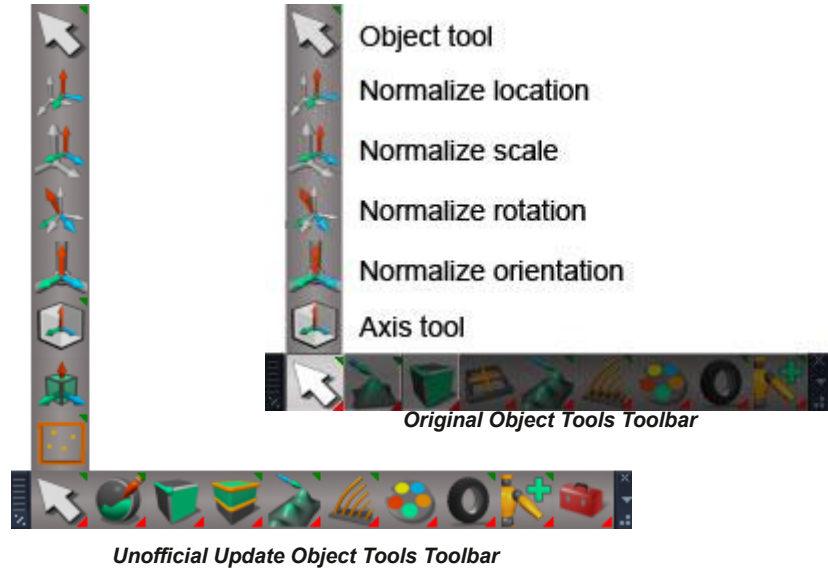 Object tool
Normalize location
Normalize scale
Normalize rotation
Normalize orientation
Axis tool
Original Object Tools Toolbar
Unofficial Update Object Tools Toolbar